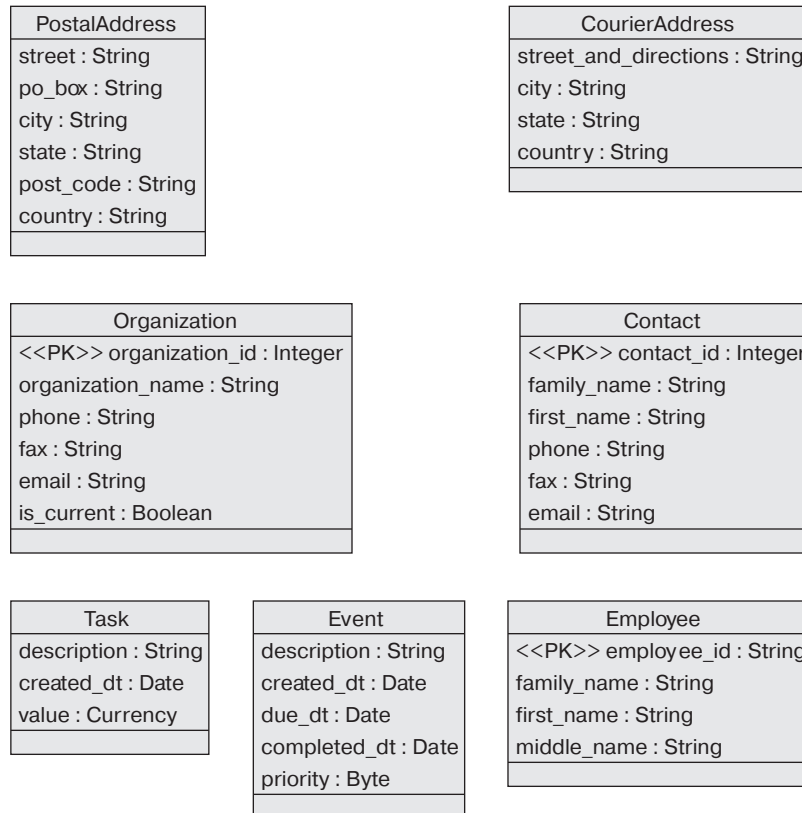 PostalAddress
street : String
po_box : String
city : String
state : String
post_code : String
country : String
CourierAddress
street_and_directions : String
city : String
state : String
country : String
Organization
<<PK>> organization_id : Integer
organization_name : String
phone : String
fax : String
email : String
is_current : Boolean
Contact
<<PK>> contact_id : Integer
family_name : String
first_name : String
phone : String
fax : String
email : String
Task
description : String
created_dt : Date
value : Currency
Event
description : String
created_dt : Date
due_dt : Date
completed_dt : Date
priority : Byte
Employee
<<PK>> employee_id : String
family_name : String
first_name : String
middle_name : String